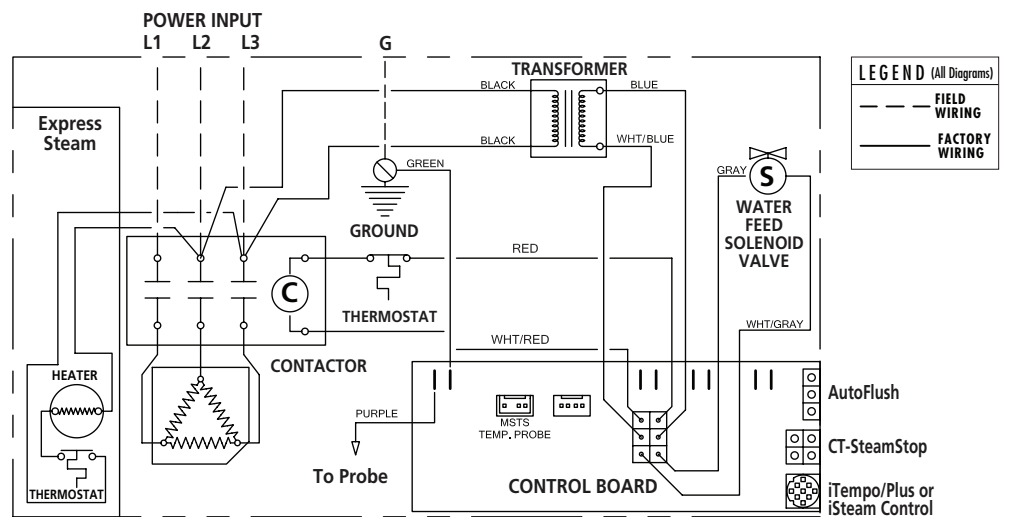 POWER INPUT
L1 L2 L3 G
TRANSFORMER
BLACK BLUE
LEGEND (All Diagrams)
FIELD
WIRING
FACTORY
WIRING
Express
Steam
BLACK WHT/BLUE
GREEN
GRAY S
WATER
FEED
SOLENOID
VALVE
GROUND
RED
C
THERMOSTAT
WHT/GRAY
WHT/RED
CONTACTOR
HEATER
AutoFlush
PURPLE
MSTS
TEMP. PROBE
CT-SteamStop
To Probe
CONTROL BOARD
THERMOSTAT
iTempo/Plus or
iSteam Control